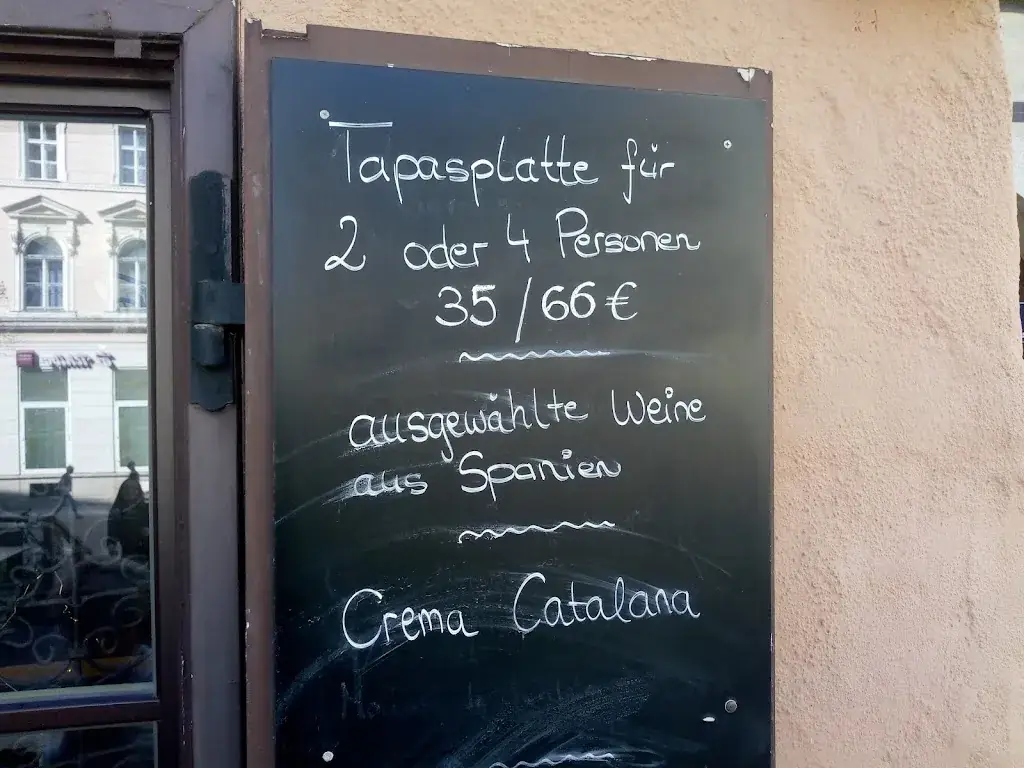 Tapasplatte für
2 oder 4 Personen
35 / 66 €
ausgewählte Weine
aus Spanien
Crema Catalana